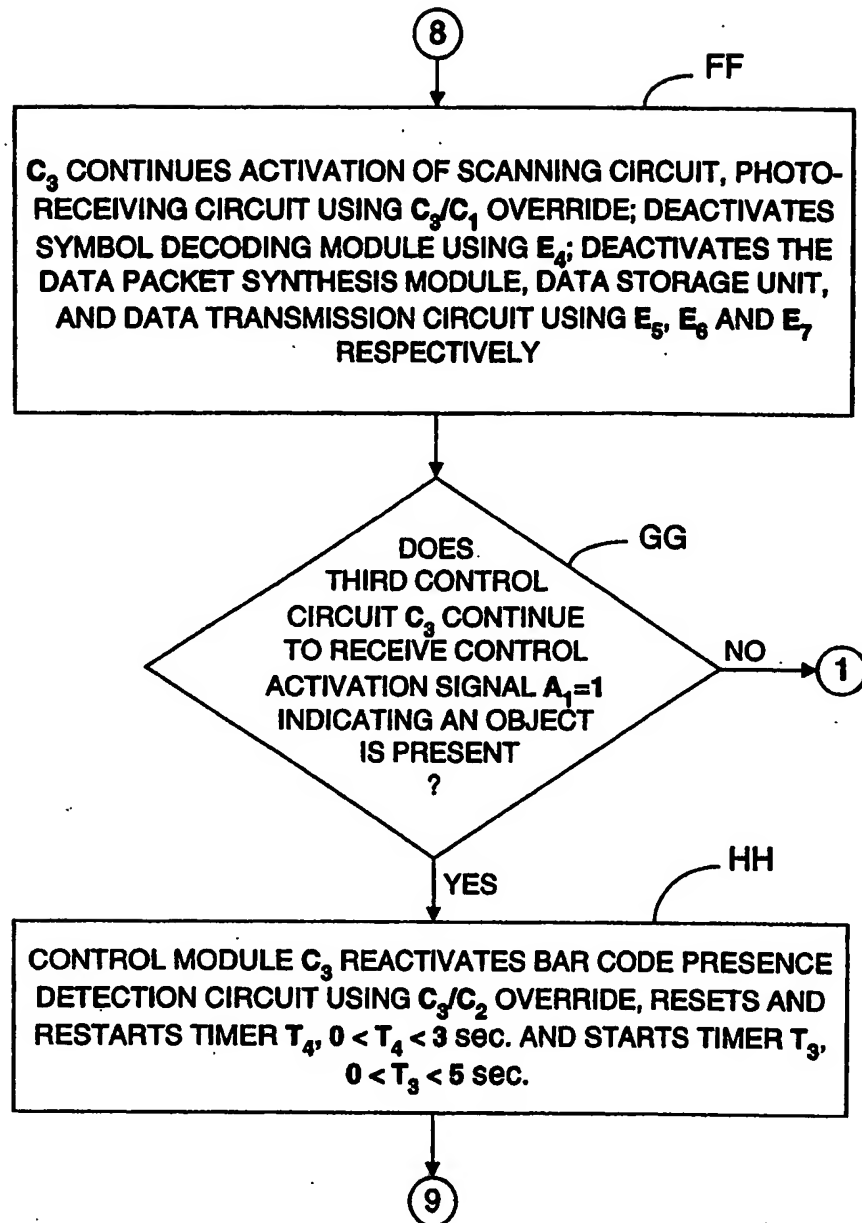 8
FF
C₃ CONTINUES ACTIVATION OF SCANNING CIRCUIT, PHOTO-
RECEIVING CIRCUIT USING C₃/C₁ OVERRIDE; DEACTIVATES
SYMBOL DECODING MODULE USING E₄; DEACTIVATES THE
DATA PACKET SYNTHESIS MODULE, DATA STORAGE UNIT,
AND DATA TRANSMISSION CIRCUIT USING E₅, E₆ AND E₇
RESPECTIVELY
GG
DOES
THIRD CONTROL
CIRCUIT C₃ CONTINUE
TO RECEIVE CONTROL
ACTIVATION SIGNAL A₁=1
INDICATING AN OBJECT
IS PRESENT
?
NO
1
YES
HH
CONTROL MODULE C₃ REACTIVATES BAR CODE PRESENCE
DETECTION CIRCUIT USING C₃/C₂ OVERRIDE, RESETS AND
RESTARTS TIMER T₄, 0 < T₄ < 3 sec. AND STARTS TIMER T₃,
0 < T₃ < 5 sec.
9